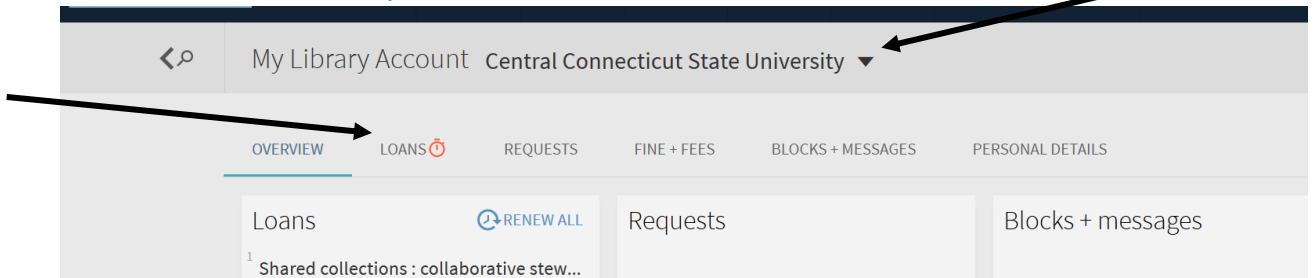 My Library Account Central Connecticut State University
OVERVIEW LOANS REQUESTS FINE + FEES BLOCKS + MESSAGES PERSONAL DETAILS
Loans RENEW ALL Requests Blocks + messages
1 Shared collections : collaborative stew...